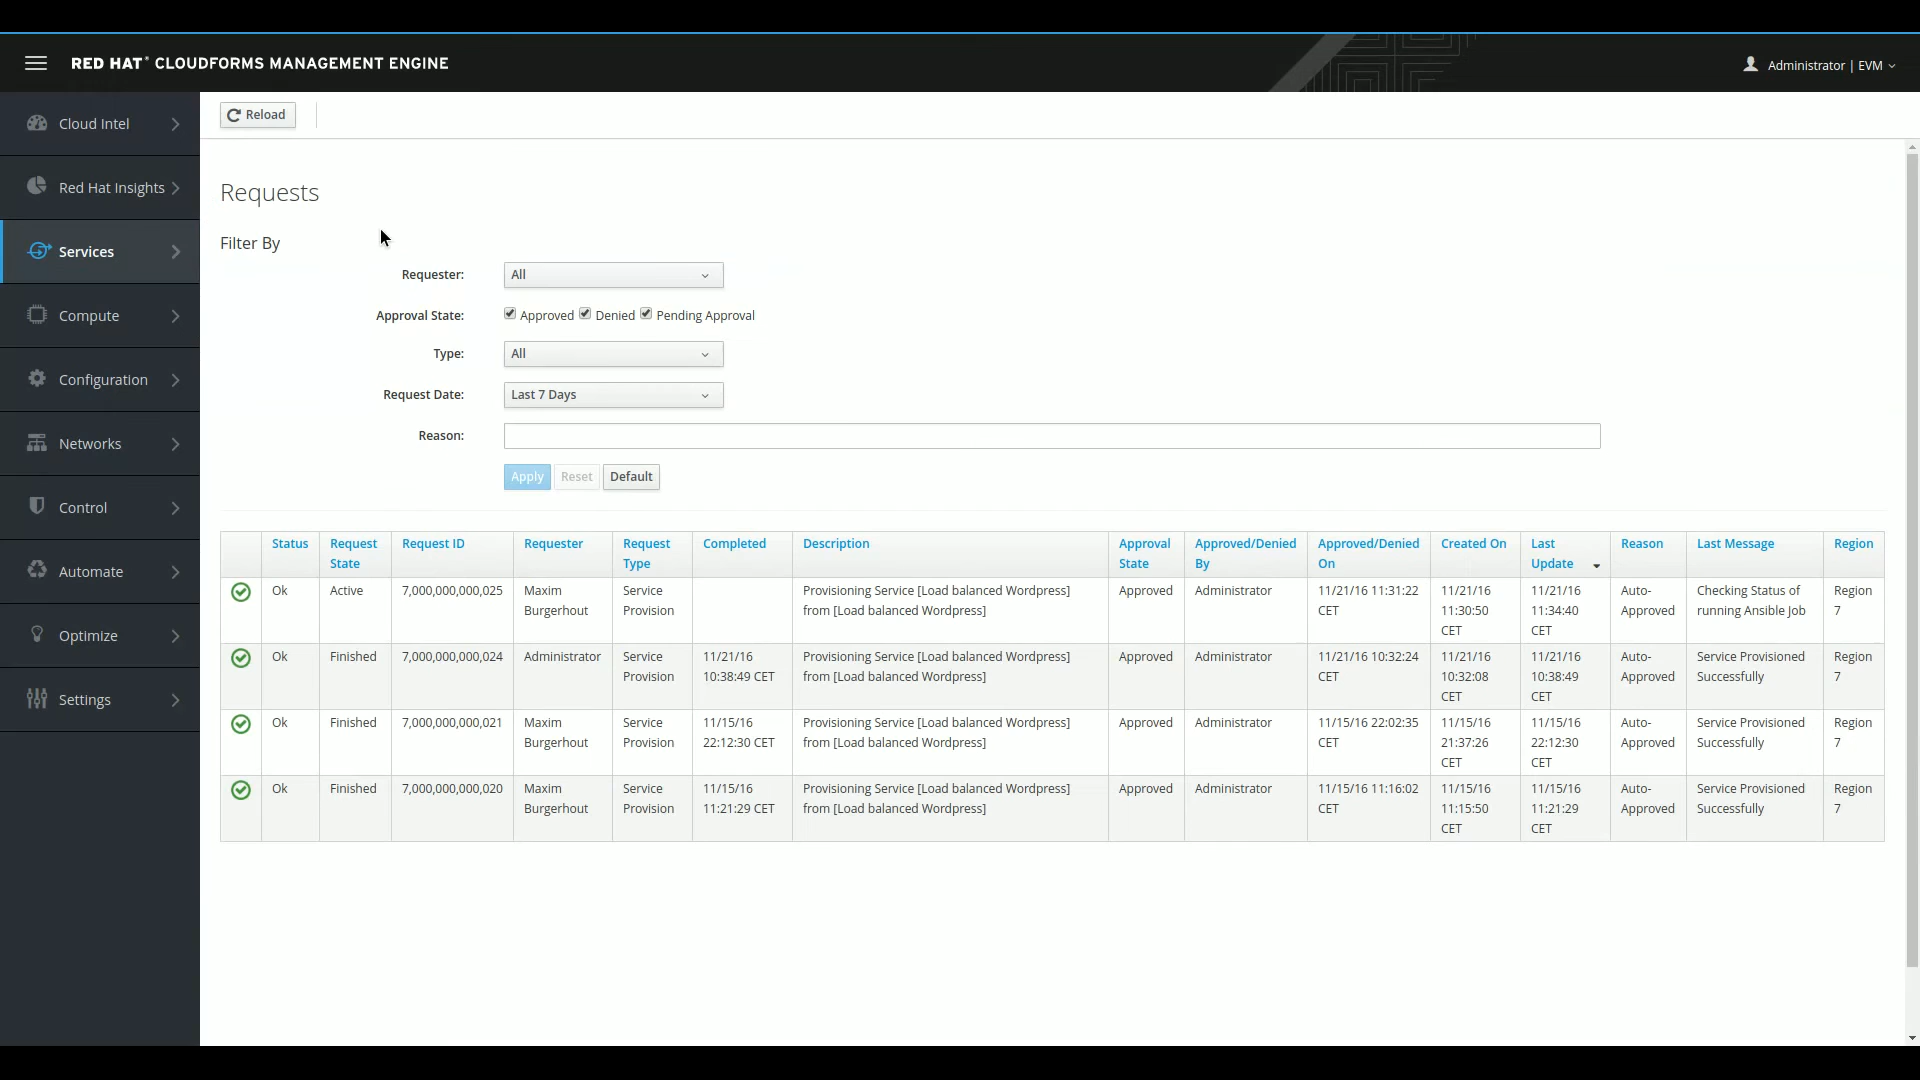 RED HAT® CLOUDFORMS MANAGEMENT ENGINE
Administrator | EVM
Cloud Intel
Red Hat Insights
Services
Compute
Configuration
Networks
Control
Automate
Optimize
Settings
Reload
Requests
Filter By
Requester: All
Approval State: Approved Denied Pending Approval
Type: All
Request Date: Last 7 Days
Reason:
Apply Reset Default
Status Request Request ID Requester Request Completed Description Approval Approved/Denied Approved/Denied Created On Last Reason Last Message Region
State Type State By On Update
Ok Active 7,000,000,000,025 Maxim Service Provisioning Service [Load balanced Wordpress] Approved Administrator 11/21/16 11:31:22 11/21/16 11/21/16 Auto- Checking Status of Region
Burgerhout Provision from [Load balanced Wordpress] CET 11:30:50 11:34:40 Approved running Ansible Job 7
CET CET
Ok Finished 7,000,000,000,024 Administrator Service 11/21/16 Provisioning Service [Load balanced Wordpress] Approved Administrator 11/21/16 10:32:24 11/21/16 11/21/16 Auto- Service Provisioned Region
Provision 10:38:49 CET from [Load balanced Wordpress] CET 10:32:08 10:38:49 Approved Successfully 7
CET CET
Ok Finished 7,000,000,000,021 Maxim Service 11/15/16 Provisioning Service [Load balanced Wordpress] Approved Administrator 11/15/16 22:02:35 11/15/16 11/15/16 Auto- Service Provisioned Region
Burgerhout Provision 22:12:30 CET from [Load balanced Wordpress] CET 21:37:26 22:12:30 Approved Successfully 7
CET CET
Ok Finished 7,000,000,000,020 Maxim Service 11/15/16 Provisioning Service [Load balanced Wordpress] Approved Administrator 11/15/16 11:16:02 11/15/16 11/15/16 Auto- Service Provisioned Region
Burgerhout Provision 11:21:29 CET from [Load balanced Wordpress] CET 11:15:50 11:21:29 Approved Successfully 7
CET CET